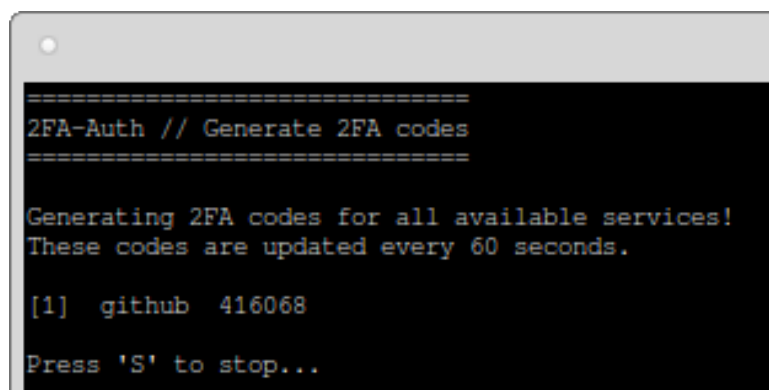 ==============================
2FA-Auth // Generate 2FA codes
==============================
Generating 2FA codes for all available services!
These codes are updated every 60 seconds.
[1]  github  416068
Press 'S' to stop...